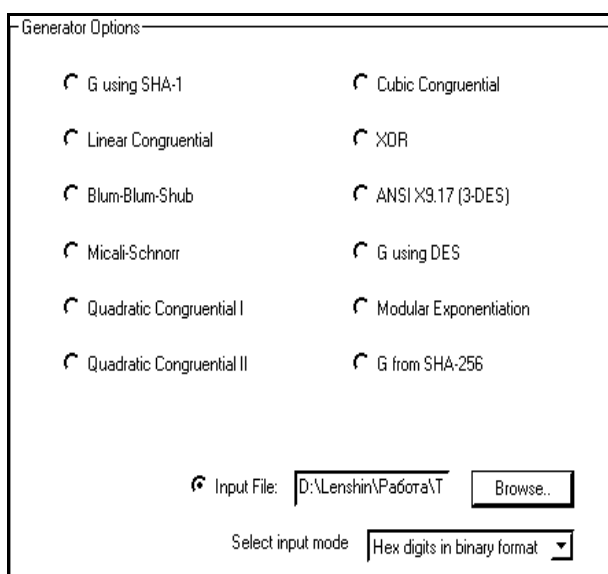 Generator Options
G using SHA-1
Cubic Congruential
Linear Congruential
XOR
Blum-Blum-Shub
ANSI X9.17 (3-DES)
Micali-Schnorr
G using DES
Quadratic Congruential I
Modular Exponentiation
Quadratic Congruential II
G from SHA-256
Input File: D:\Lenshin\Работа\Т Browse..
Select input mode Hex digits in binary format